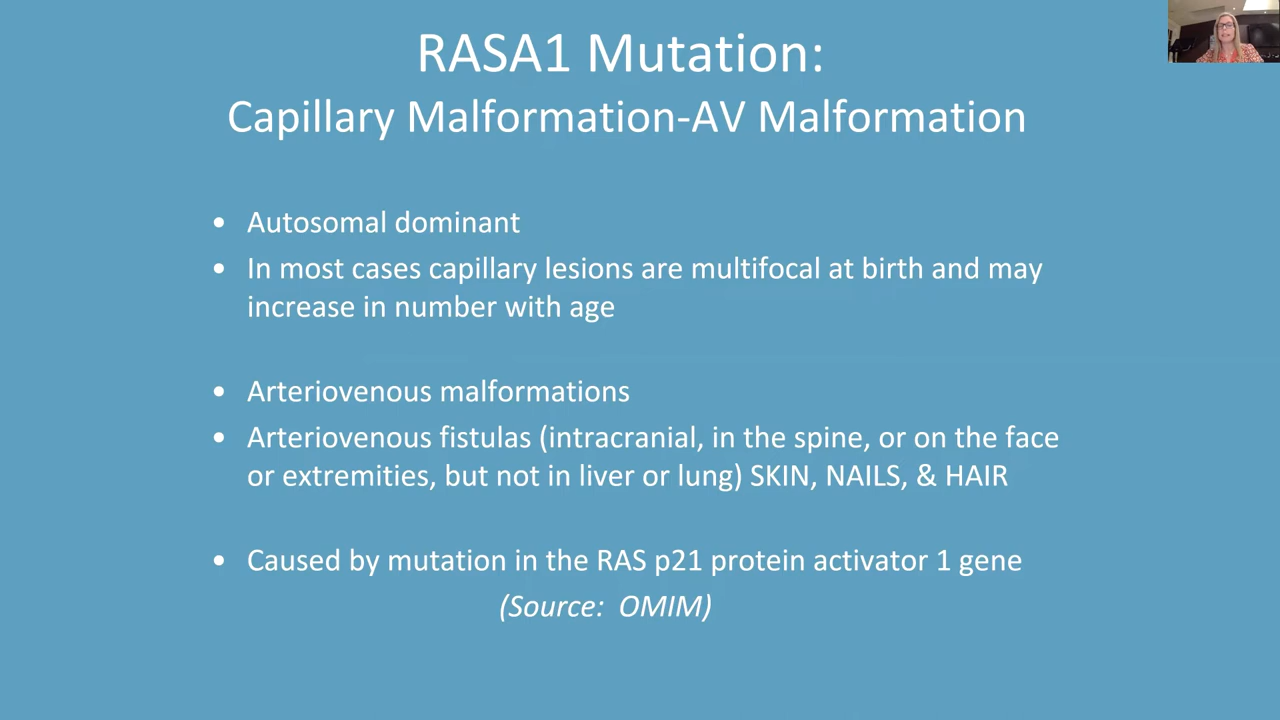 RASA1 Mutation:
Capillary Malformation-AV Malformation
• Autosomal dominant
• In most cases capillary lesions are multifocal at birth and may
increase in number with age
• Arteriovenous malformations
• Arteriovenous fistulas (intracranial, in the spine, or on the face
or extremities, but not in liver or lung) SKIN, NAILS, & HAIR
• Caused by mutation in the RAS p21 protein activator 1 gene
(Source: OMIM)